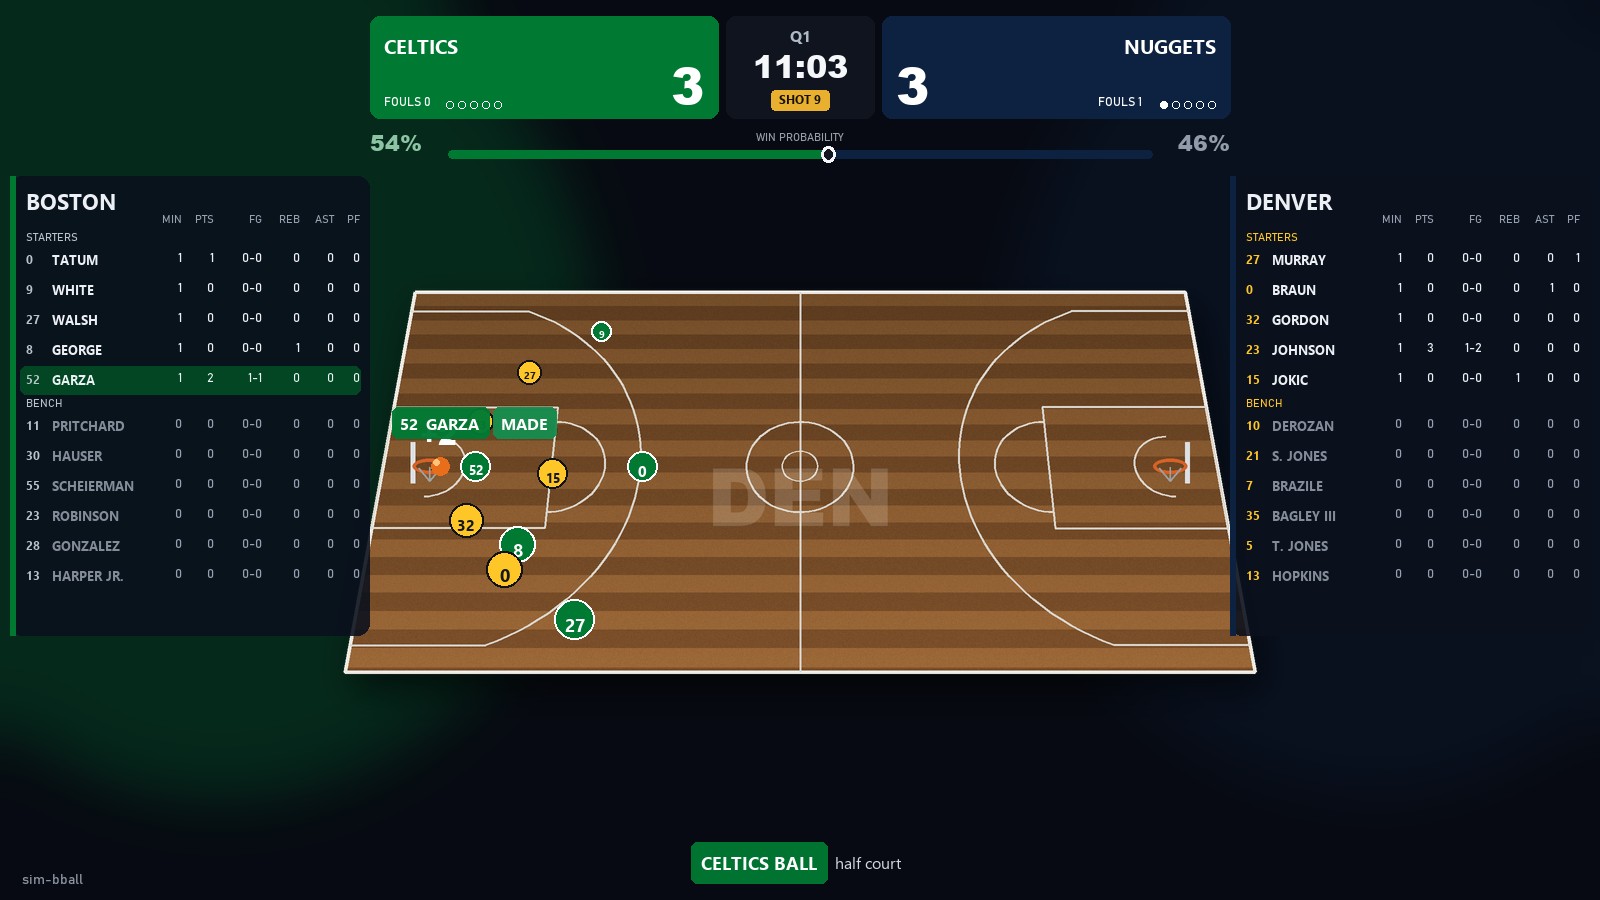 CELTICS
3
FOULS 0
Q1
11:03
SHOT 9
NUGGETS
3
FOULS 1
54%
WIN PROBABILITY
46%
BOSTON
MIN PTS FG REB AST PF
STARTERS
0 TATUM 1 1 0-0 0 0 0
9 WHITE 1 0 0-0 0 0 0
27 WALSH 1 0 0-0 0 0 0
8 GEORGE 1 0 0-0 1 0 0
52 GARZA 1 2 1-1 0 0 0
BENCH
11 PRITCHARD 0 0 0-0 0 0 0
30 HAUSER 0 0 0-0 0 0 0
55 SCHEIERMAN 0 0 0-0 0 0 0
23 ROBINSON 0 0 0-0 0 0 0
28 GONZALEZ 0 0 0-0 0 0 0
13 HARPER JR. 0 0 0-0 0 0 0
9
27
52 GARZA MADE
52
15
0
32
8
0
27
DEN
DENVER
MIN PTS FG REB AST PF
STARTERS
27 MURRAY 1 0 0-0 0 0 1
0 BRAUN 1 0 0-0 0 1 0
32 GORDON 1 0 0-0 0 0 0
23 JOHNSON 1 3 1-2 0 0 0
15 JOKIC 1 0 0-0 1 0 0
BENCH
10 DEROZAN 0 0 0-0 0 0 0
21 S. JONES 0 0 0-0 0 0 0
7 BRAZILE 0 0 0-0 0 0 0
35 BAGLEY III 0 0 0-0 0 0 0
5 T. JONES 0 0 0-0 0 0 0
13 HOPKINS 0 0 0-0 0 0 0
CELTICS BALL half court
sim-bball